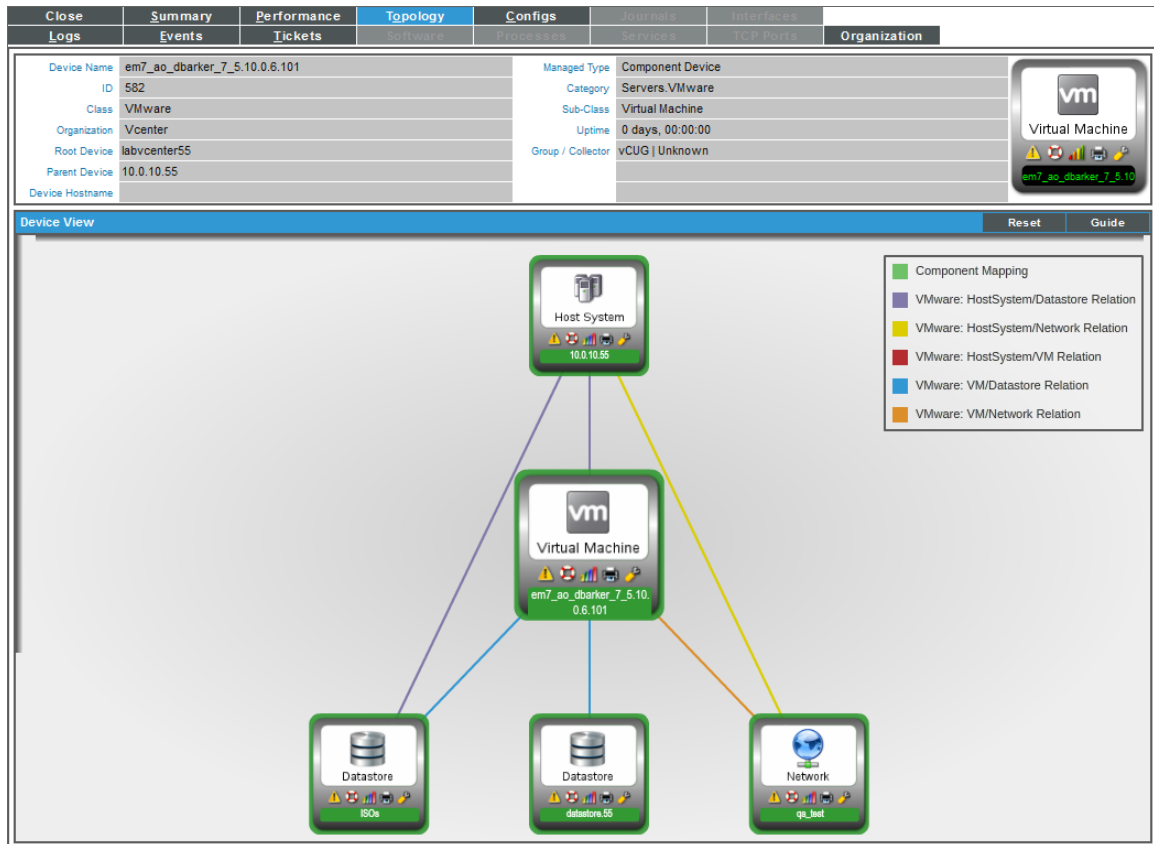 Close Summary Performance Topology Configs Journals Interfaces
Logs Events Tickets Software Processes Services TCP Ports Organization
Device Name em7_ao_dbarker_7_5.10.0.6.101 Managed Type Component Device
ID 582 Category Servers.VMware
Class VMware Sub-Class Virtual Machine
Organization Vcenter Uptime 0 days, 00:00:00
Root Device labvcenter55 Group / Collector vCUG | Unknown
Parent Device 10.0.10.55
Device Hostname
vm
Virtual Machine
em7_ao_dbarker_7_5.10
Device View Reset Guide
Component Mapping
VMware: HostSystem/Datastore Relation
VMware: HostSystem/Network Relation
VMware: HostSystem/VM Relation
VMware: VM/Datastore Relation
VMware: VM/Network Relation
Host System
10.0.10.55
vm
Virtual Machine
em7_ao_dbarker_7_5.10.
0.6.101
Datastore
ISOs
Datastore
datastore.55
Network
qa_test